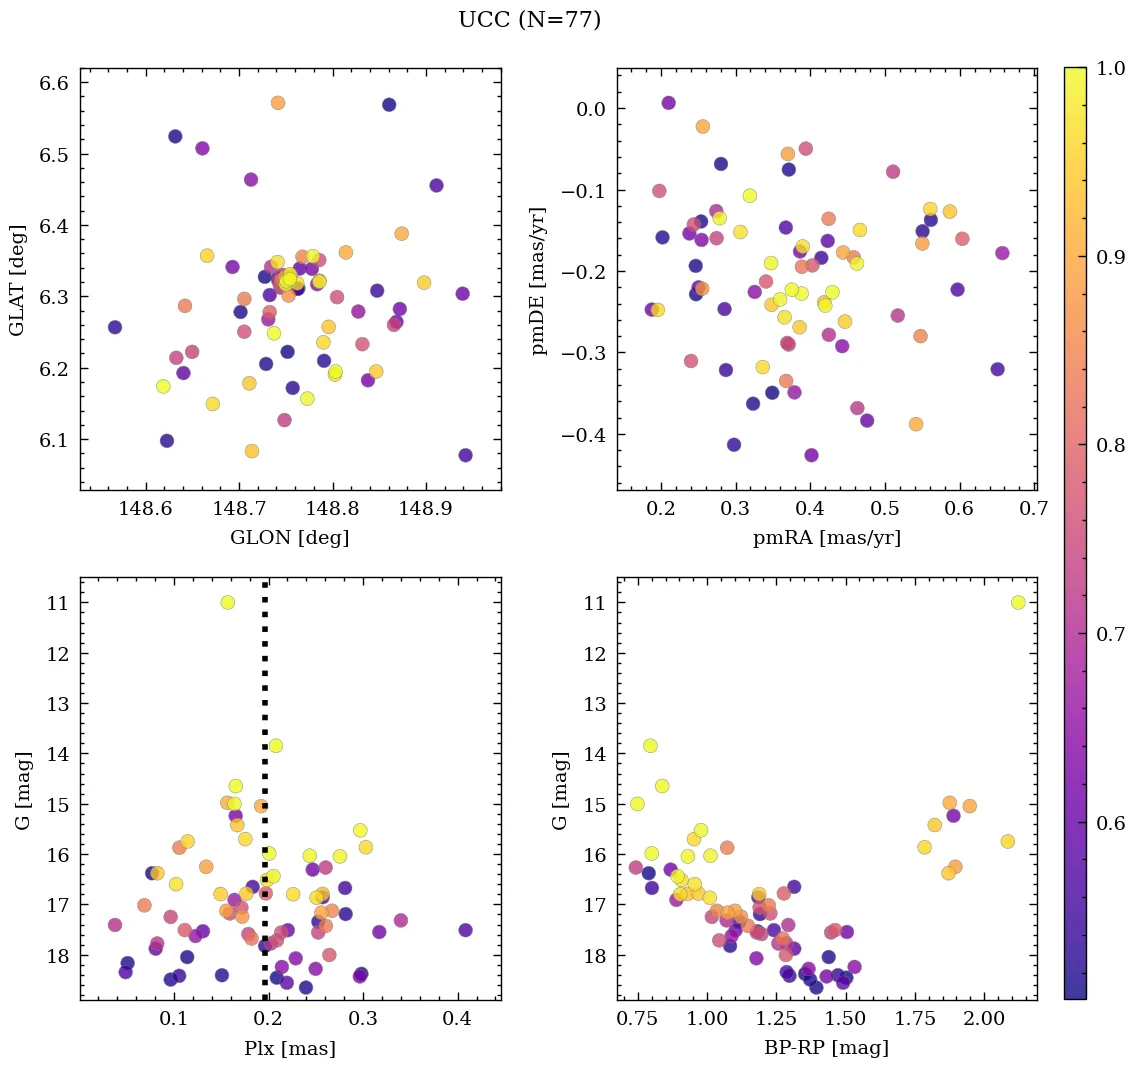 UCC (N=77)
6.6
6.5
6.4
6.3
6.2
6.1
GLAT [deg]
148.6 148.7 148.8 148.9
GLON [deg]
0.0
−0.1
−0.2
−0.3
−0.4
pmDE [mas/yr]
0.2 0.3 0.4 0.5 0.6 0.7
pmRA [mas/yr]
11
12
13
14
15
16
17
18
G [mag]
0.1 0.2 0.3 0.4
Plx [mas]
11
12
13
14
15
16
17
18
G [mag]
0.75 1.00 1.25 1.50 1.75 2.00
BP-RP [mag]
1.0
0.9
0.8
0.7
0.6